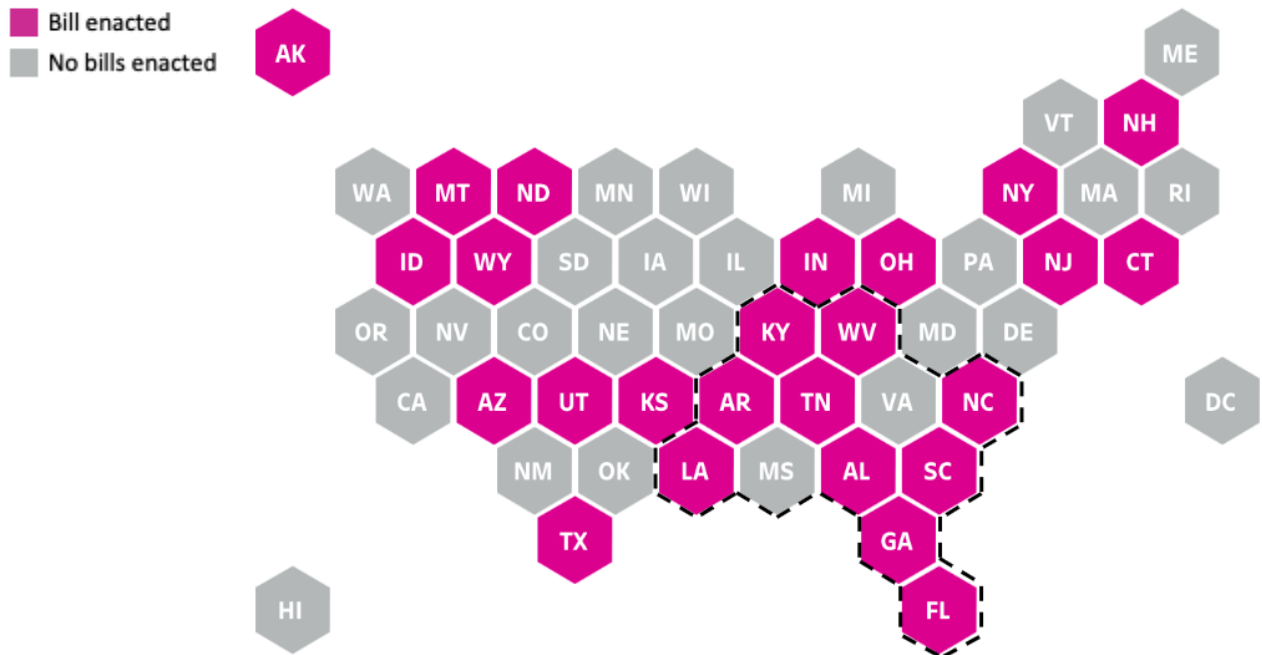 Bill enacted
No bills enacted
AK
ME
VT NH
WA MT ND MN WI MI NY MA RI
ID WY SD IA IL IN OH PA NJ CT
OR NV CO NE MO KY WV MD DE
CA AZ UT KS AR TN VA NC DC
NM OK LA MS AL SC
TX GA
HI FL